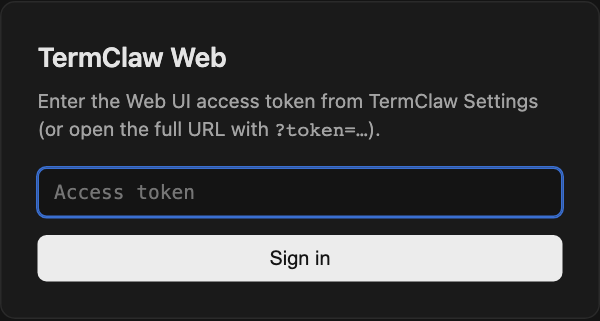 TermClaw Web
Enter the Web UI access token from TermClaw Settings
(or open the full URL with ?token=…).
Access token
Sign in